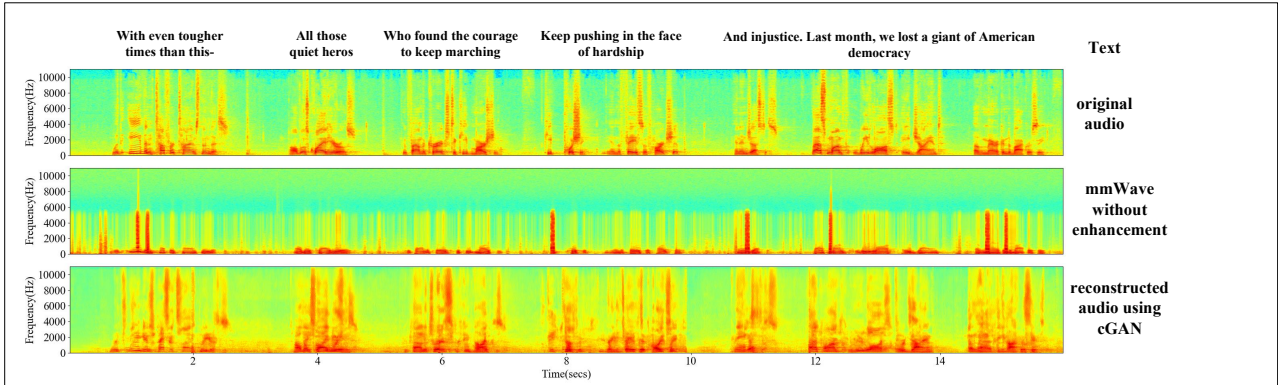 With even tougher
times than this-
All those
quiet heros
Who found the courage
to keep marching
Keep pushing in the face
of hardship
And injustice. Last month, we lost a giant of American
democracy
Text
Frequency(Hz)
10000
8000
6000
4000
2000
0
original
audio
Frequency(Hz)
10000
8000
6000
4000
2000
0
mmWave
without
enhancement
Frequency(Hz)
10000
8000
6000
4000
2000
0
reconstructed
audio using
cGAN
2 4 6 8 10 12 14
Time(secs)